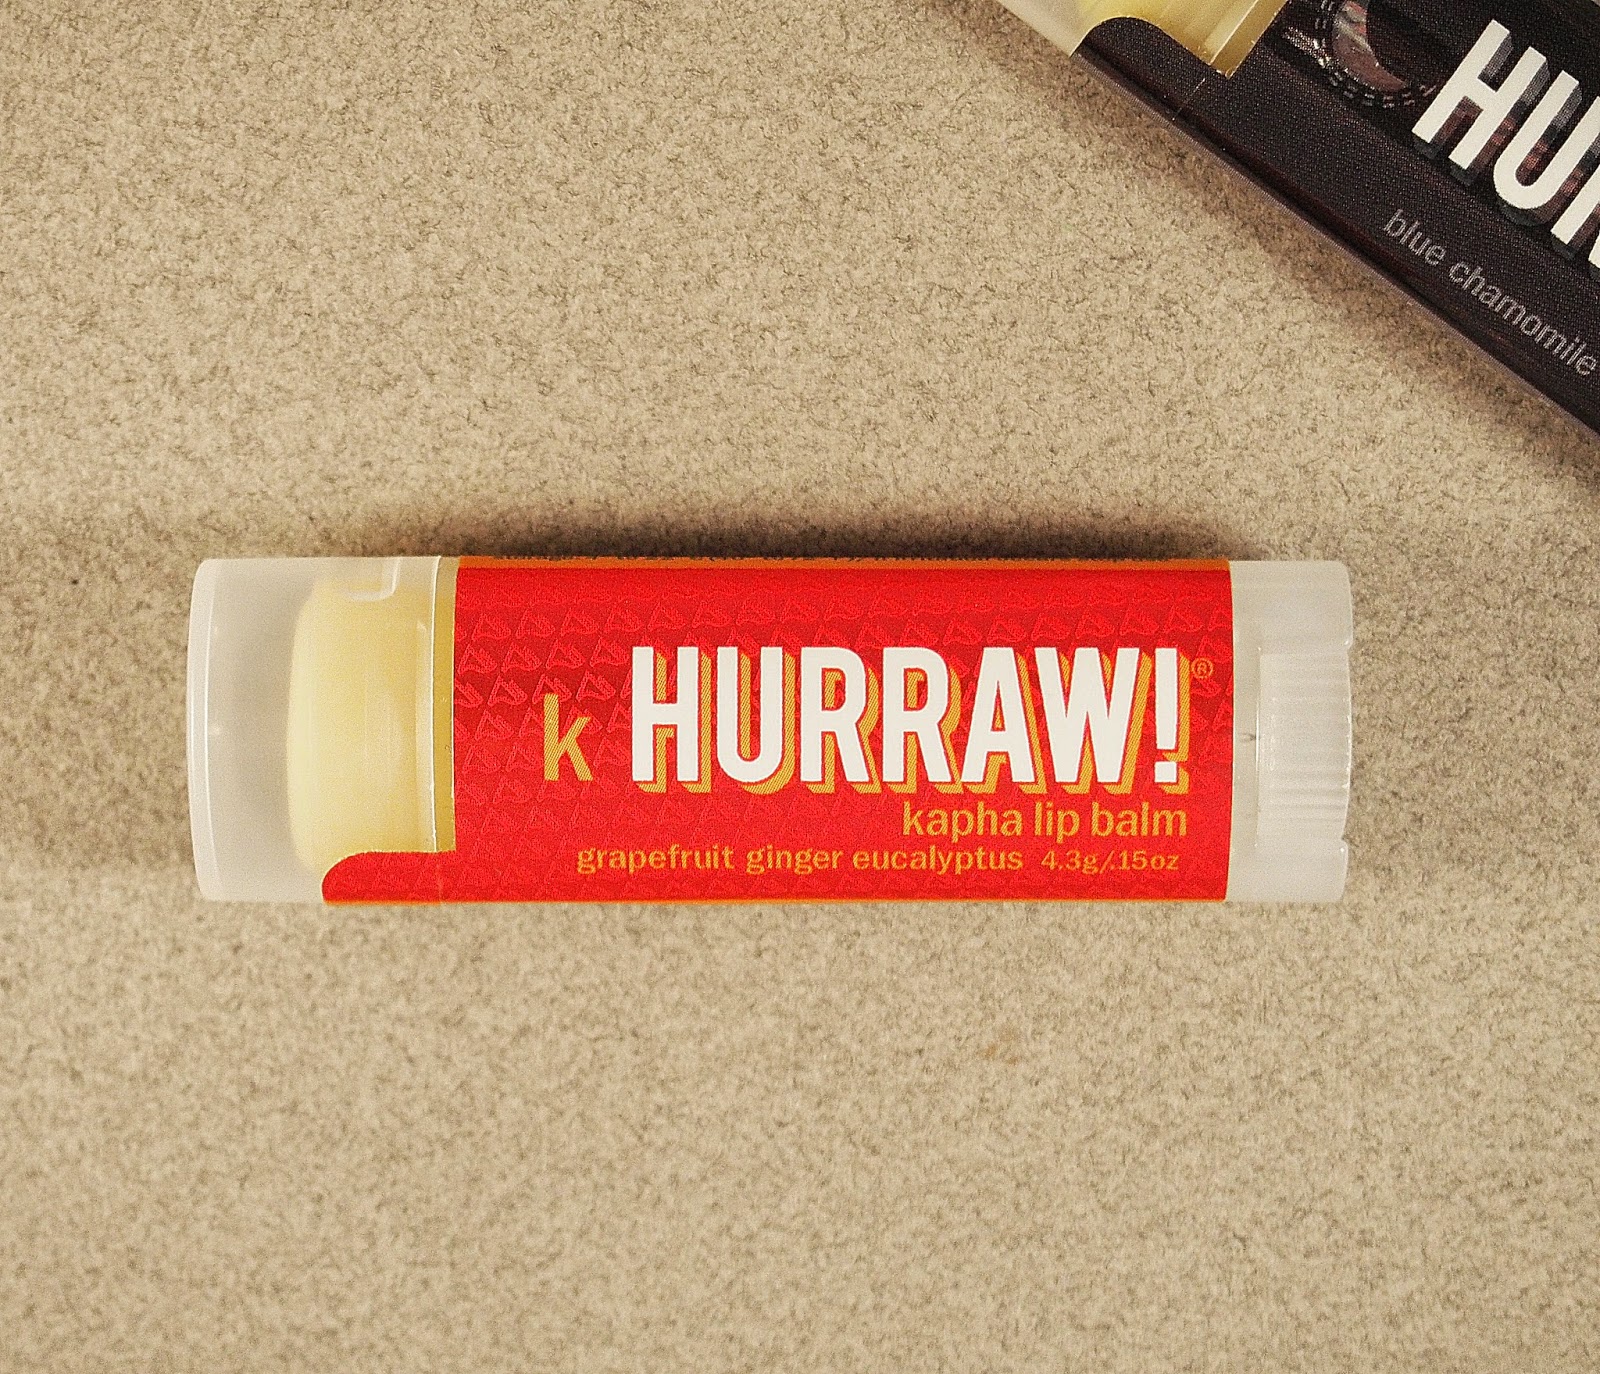 HUR
blue chamomile
k HURRAW!®
kapha lip balm
grapefruit ginger eucalyptus 4.3g/.15oz